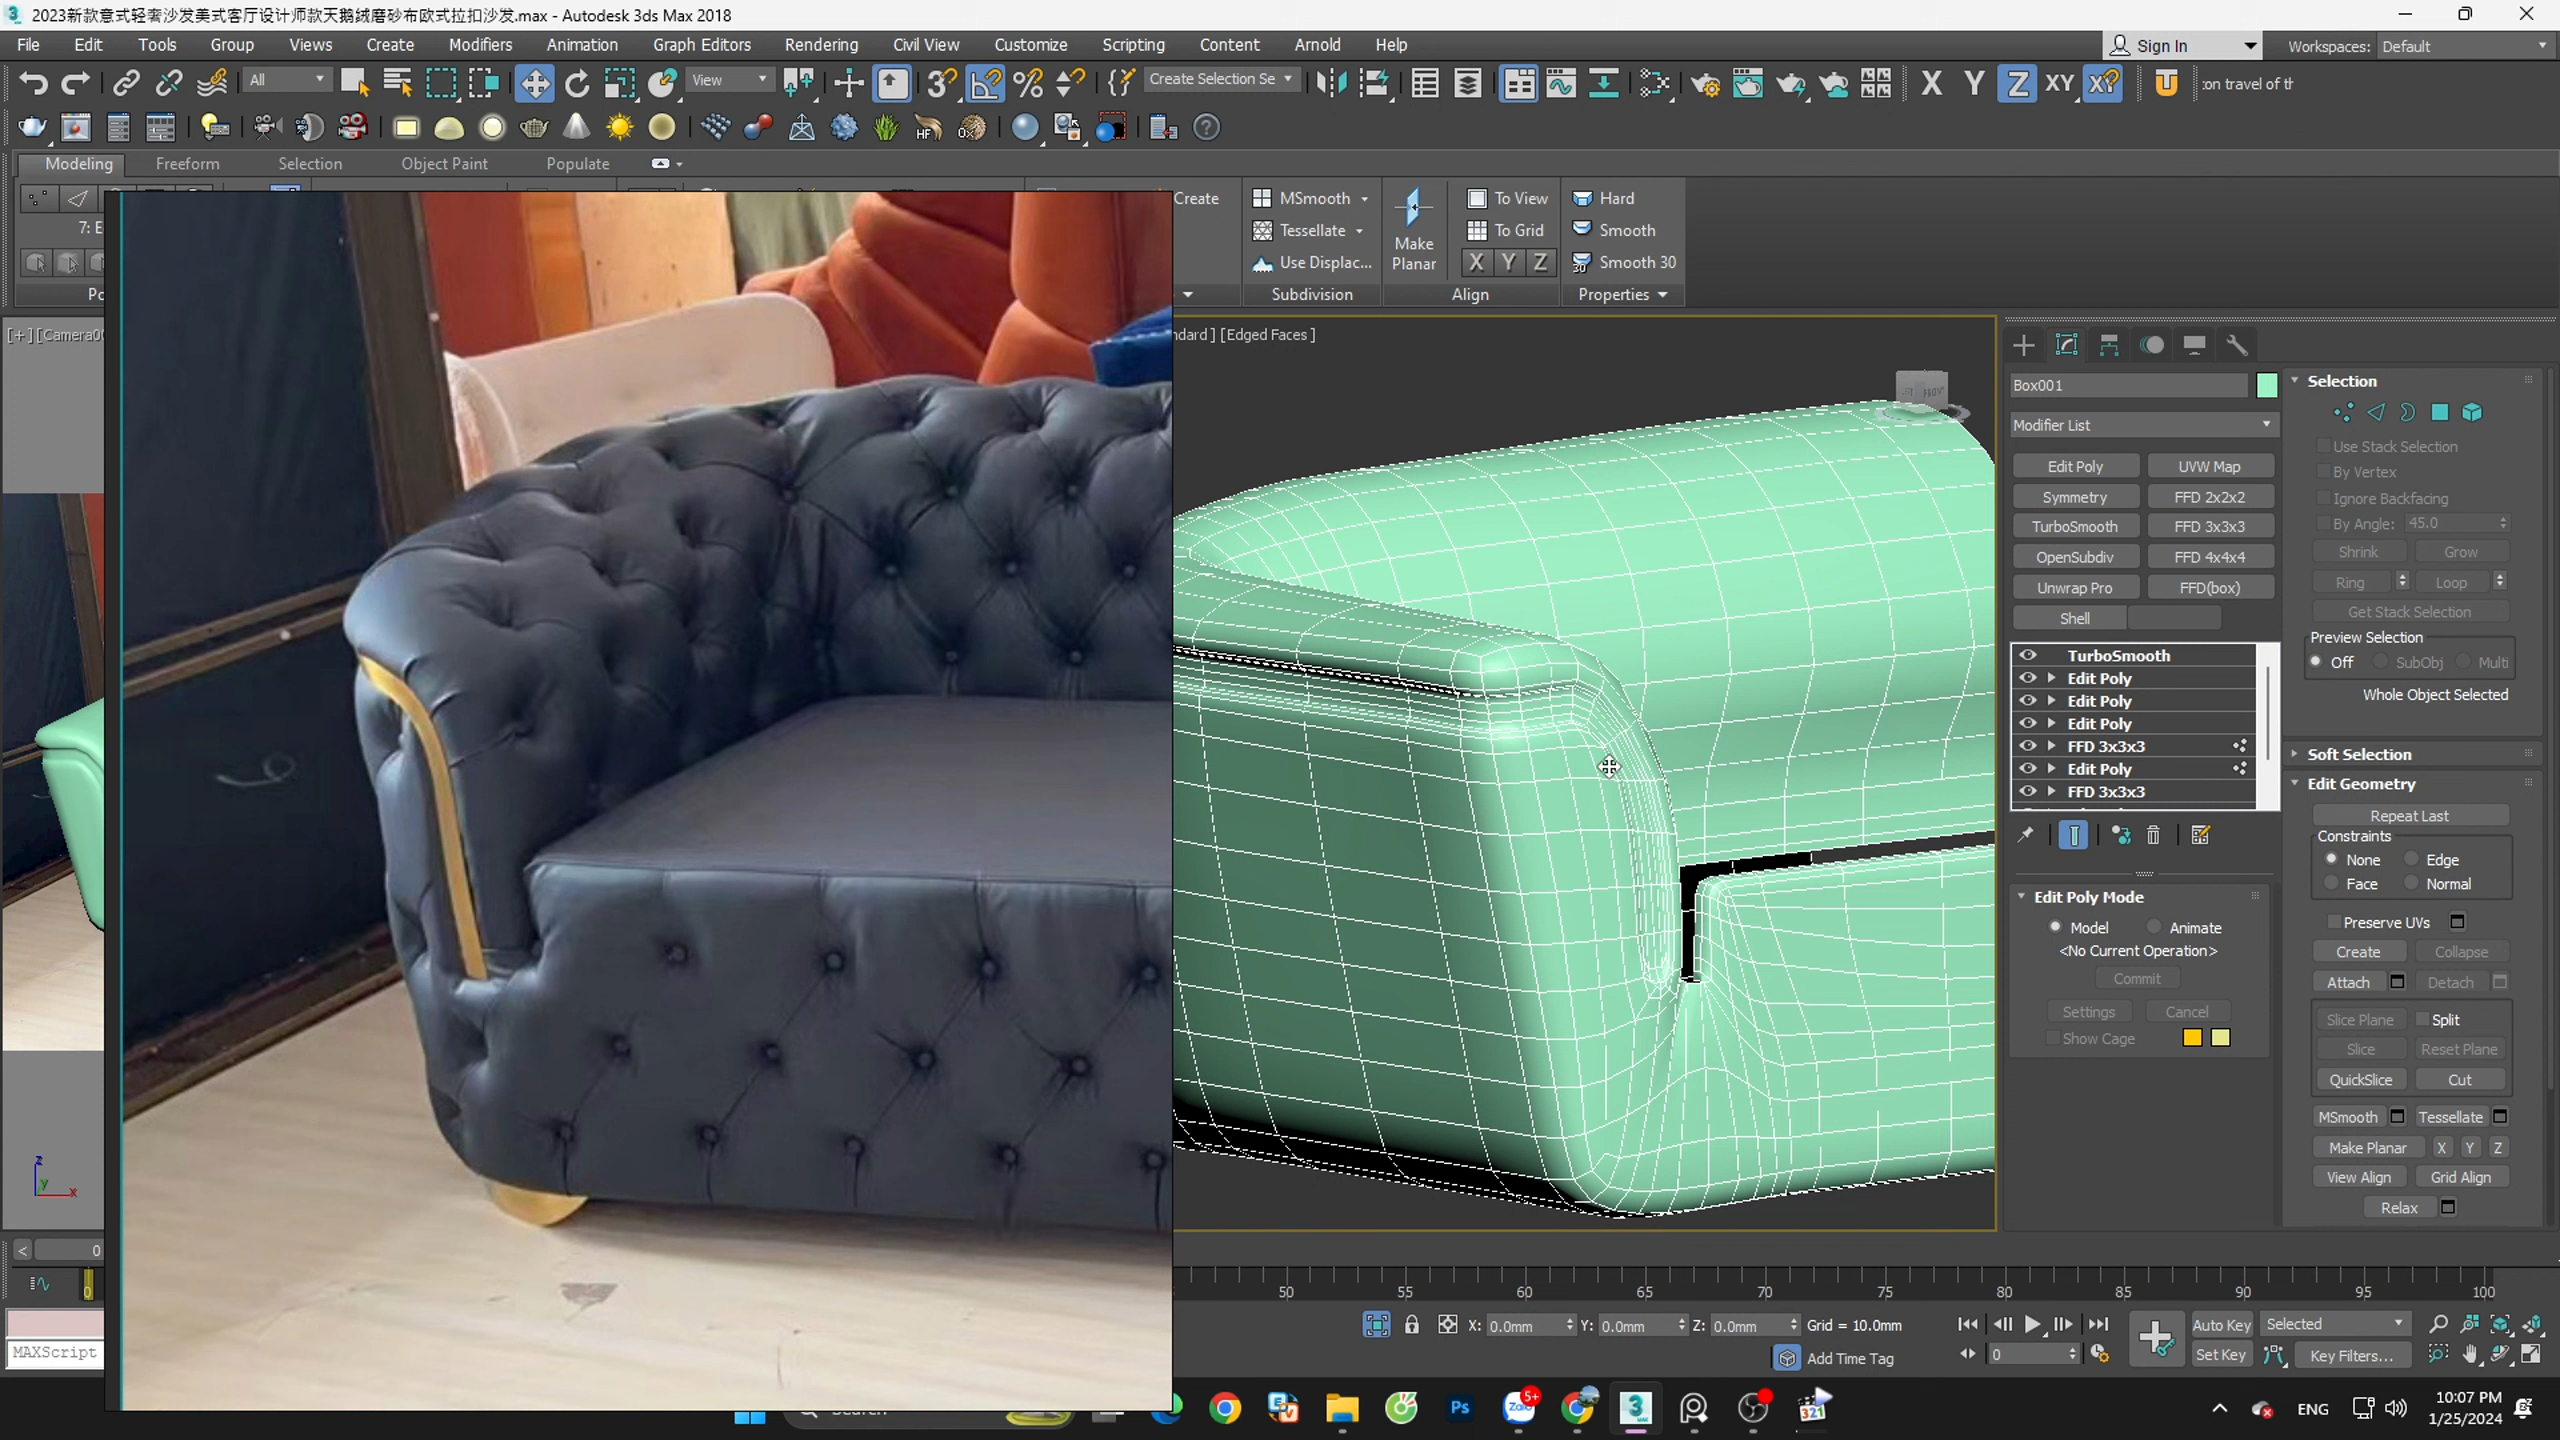 2023新款意式轻奢沙发美式客厅设计师款天鹅绒磨砂布欧式拉扣沙发.max - Autodesk 3ds Max 2018
File Edit Tools Group Views Create Modifiers Animation Graph Editors Rendering Civil View Customize Scripting Content Arnold Help
Sign In Workspaces: Default
All View Create Selection Se X Y Z XY
Modeling Freeform Selection Object Paint Populate
Create MSmooth To View Hard
7: E Tessellate Make Planar To Grid Smooth
Use Displac... X Y Z Smooth 30
Subdivision Align Properties
[+][Camera0
[Edged Faces]
Box001
Modifier List
Edit Poly UVW Map
Symmetry FFD 2x2x2
TurboSmooth FFD 3x3x3
OpenSubdiv FFD 4x4x4
Unwrap Pro FFD(box)
Shell
TurboSmooth
Edit Poly
Edit Poly
Edit Poly
FFD 3x3x3
Edit Poly
FFD 3x3x3
Edit Poly Mode
Model Animate
<No Current Operation>
Commit
Settings Cancel
Show Cage
Selection
Use Stack Selection
By Vertex
Ignore Backfacing
By Angle: 45.0
Shrink Grow
Ring Loop
Get Stack Selection
Preview Selection
Off SubObj Multi
Whole Object Selected
Soft Selection
Edit Geometry
Repeat Last
Constraints
None Edge
Face Normal
Preserve UVs
Create Collapse
Attach Detach
Slice Plane Split
Slice Reset Plane
QuickSlice Cut
MSmooth Tessellate
Make Planar X Y Z
View Align Grid Align
Relax
z y x
< 0
0 50 55 60 65 70 75 80 85 90 95 100
X: 0.0mm Y: 0.0mm Z: 0.0mm Grid = 10.0mm Auto Key Selected
MAXScript Add Time Tag 0 Set Key Key Filters...
Ps Zalo 5+ 3 321 ENG
10:07 PM
1/25/2024